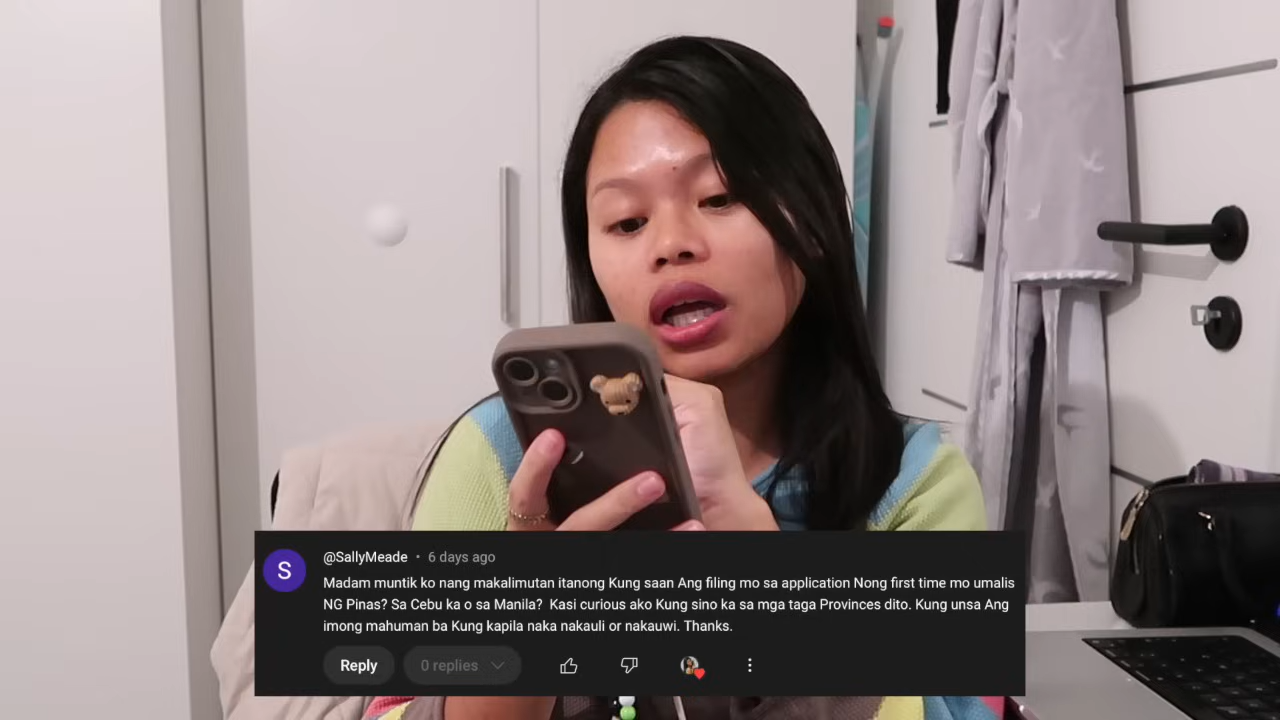 S
@SallyMeade • 6 days ago
Madam muntik ko nang makalimutan itanong Kung saan Ang filing mo sa application Nong first time mo umalis
NG Pinas? Sa Cebu ka o sa Manila? Kasi curious ako Kung sino ka sa mga taga Provinces dito. Kung unsa Ang
imong mahuman ba Kung kapila naka nakauli or nakauwi. Thanks.
Reply 0 replies